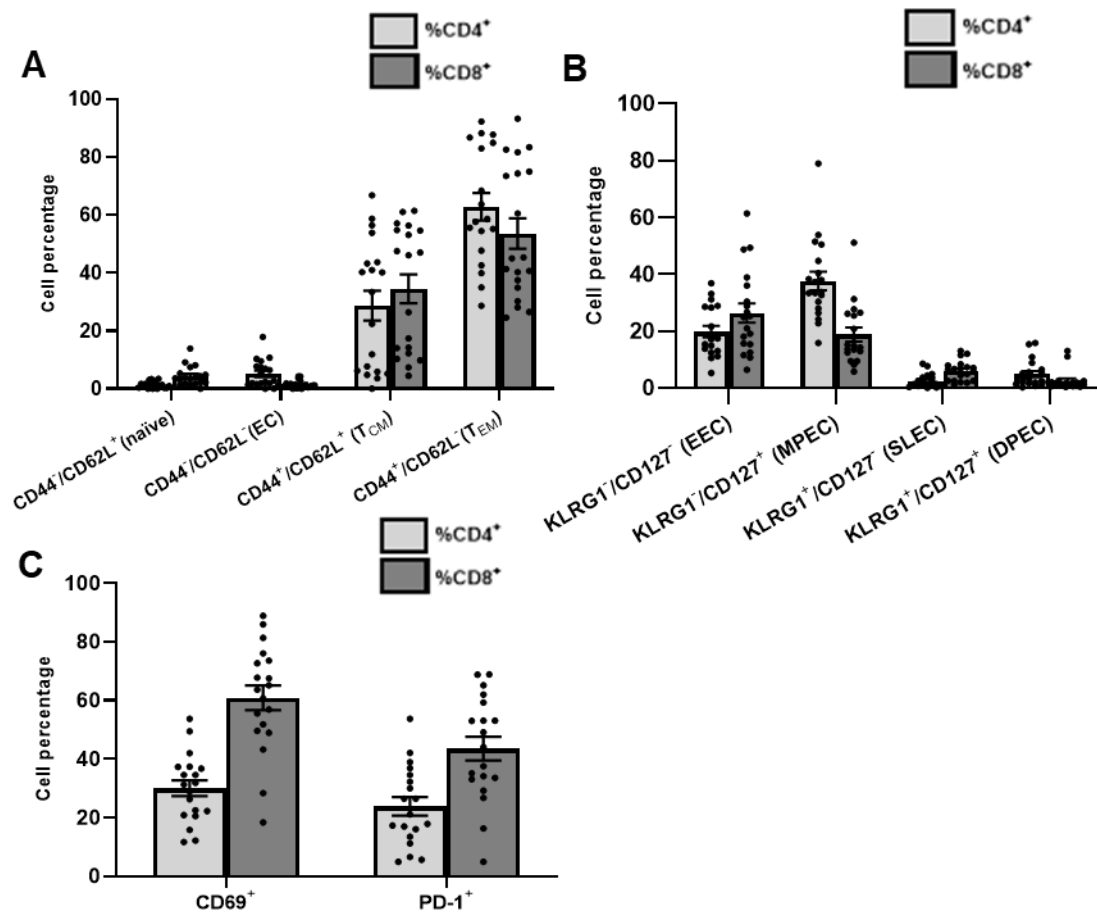 A
%CD4⁺
%CD8⁺
Cell percentage
100
80
60
40
20
0
CD44⁻/CD62L⁺ (naïve)
CD44⁻/CD62L⁻(EC)
CD44⁺/CD62L⁺ (T_CM)
CD44⁺/CD62L⁻(T_EM)
B
%CD4⁺
%CD8⁺
Cell percentage
100
80
60
40
20
0
KLRG1⁻/CD127⁻ (EEC)
KLRG1⁻/CD127⁺ (MPEC)
KLRG1⁺/CD127⁻ (SLEC)
KLRG1⁺/CD127⁺ (DPEC)
C
%CD4⁺
%CD8⁺
Cell percentage
100
80
60
40
20
0
CD69⁺
PD-1⁺